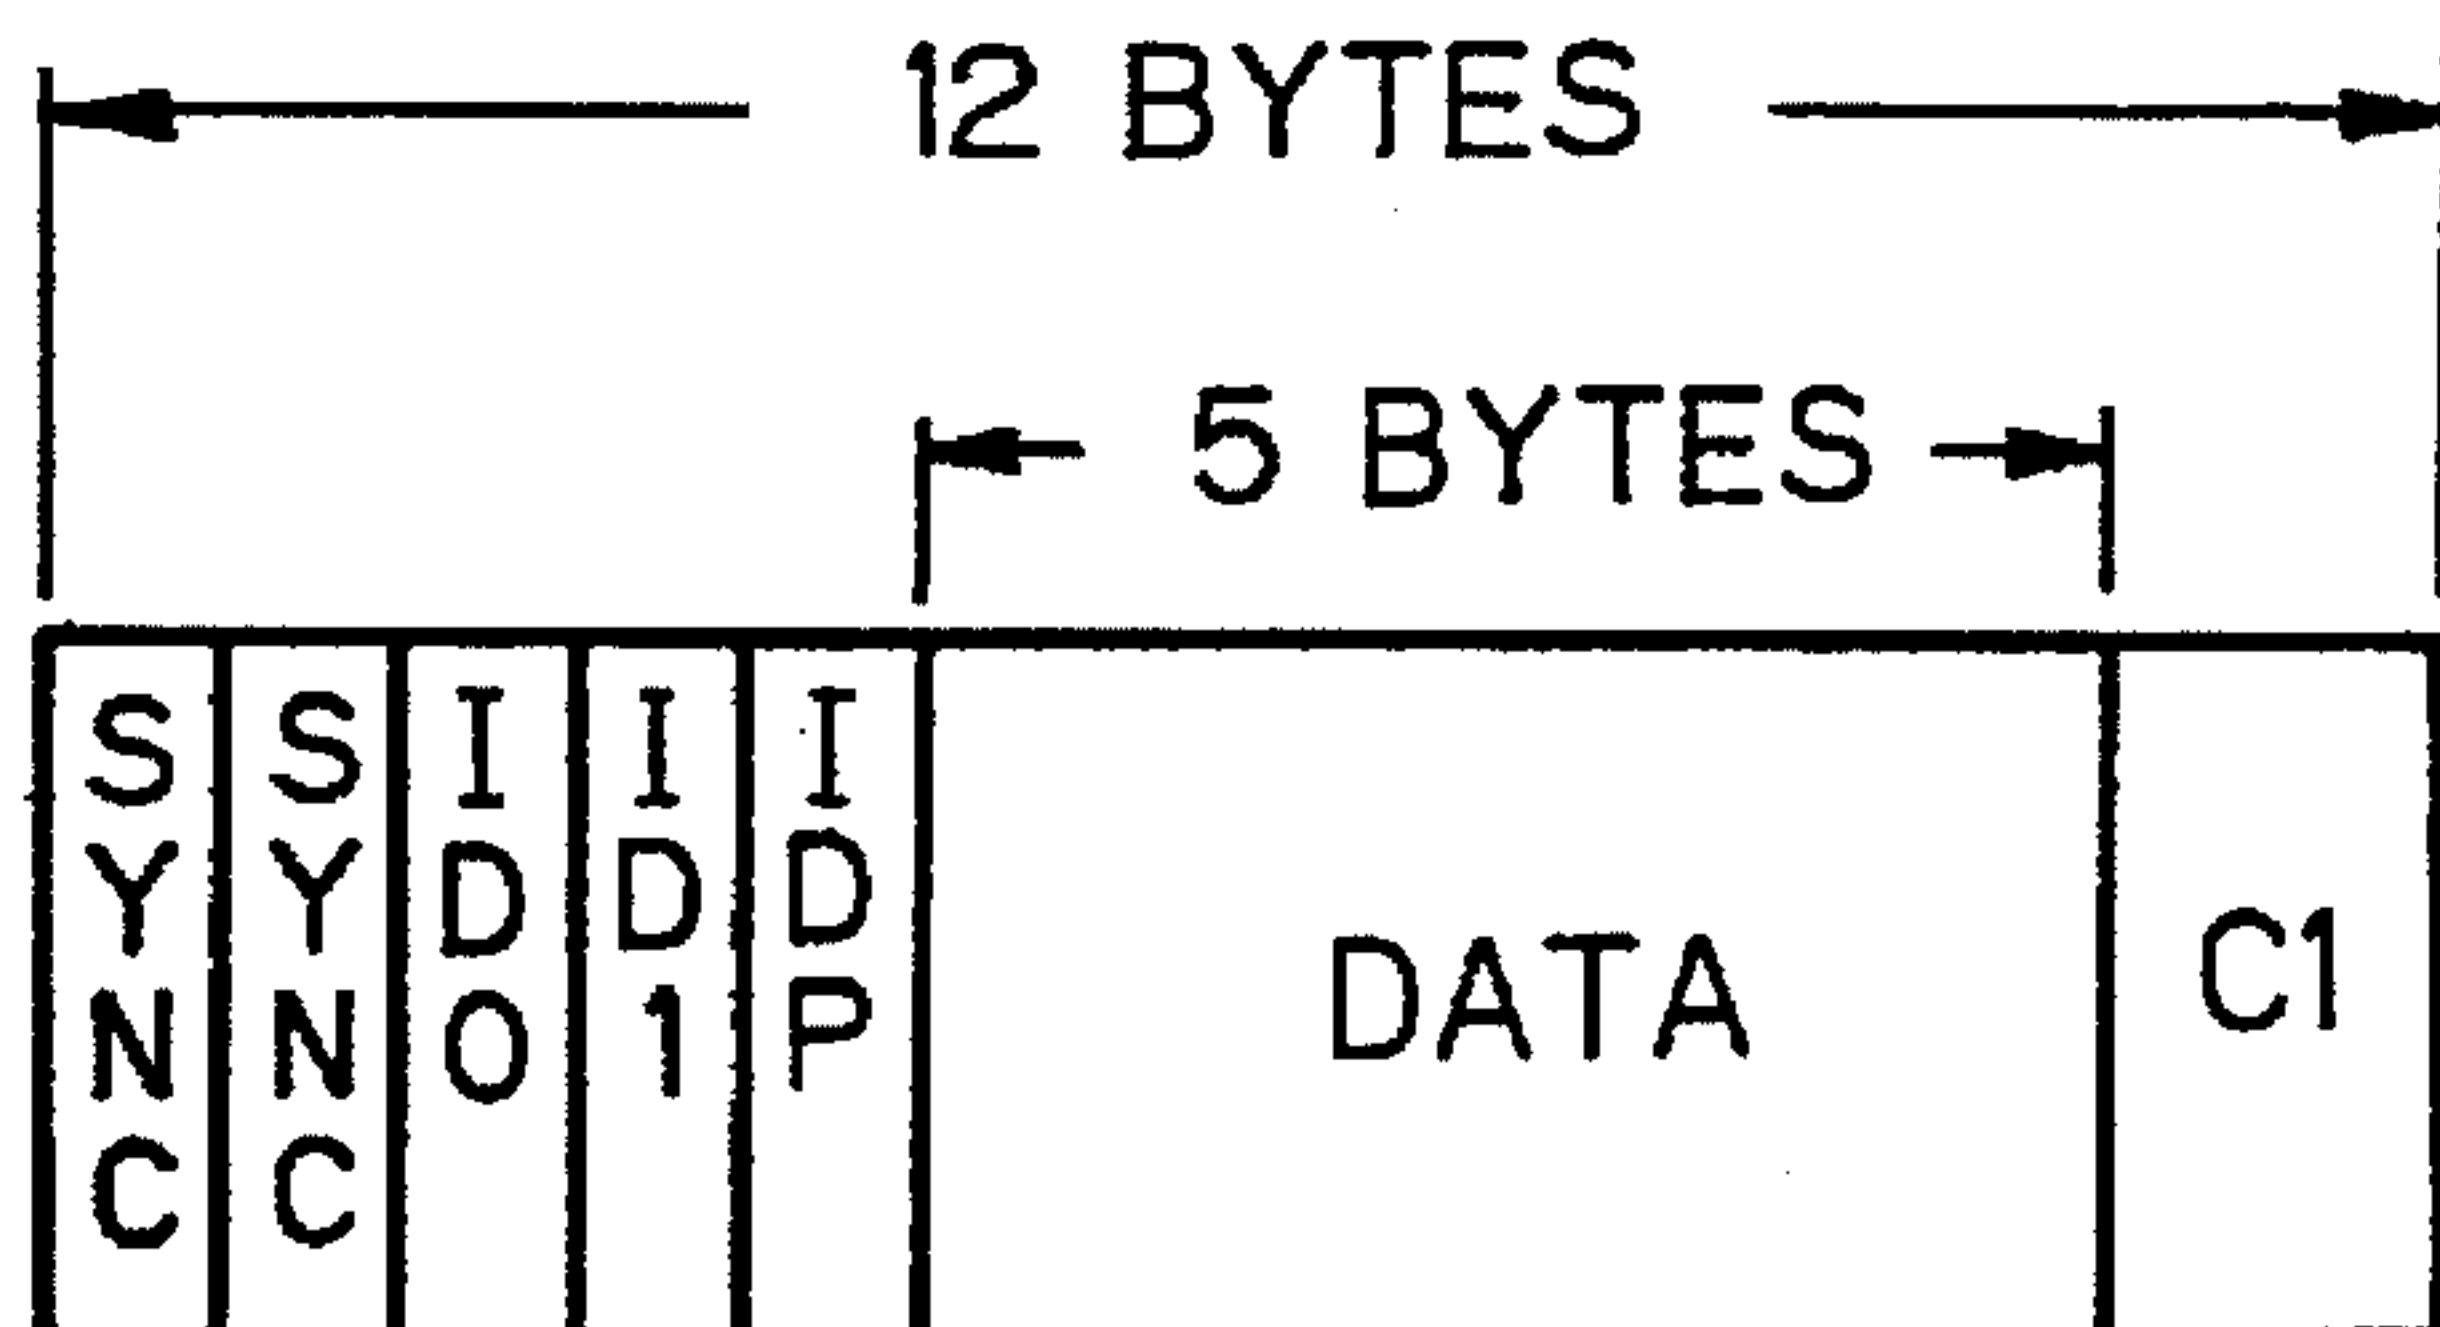 12 BYTES
5 BYTES
SYNC
SYNC
ID0
ID1
IDP
DATA
C1